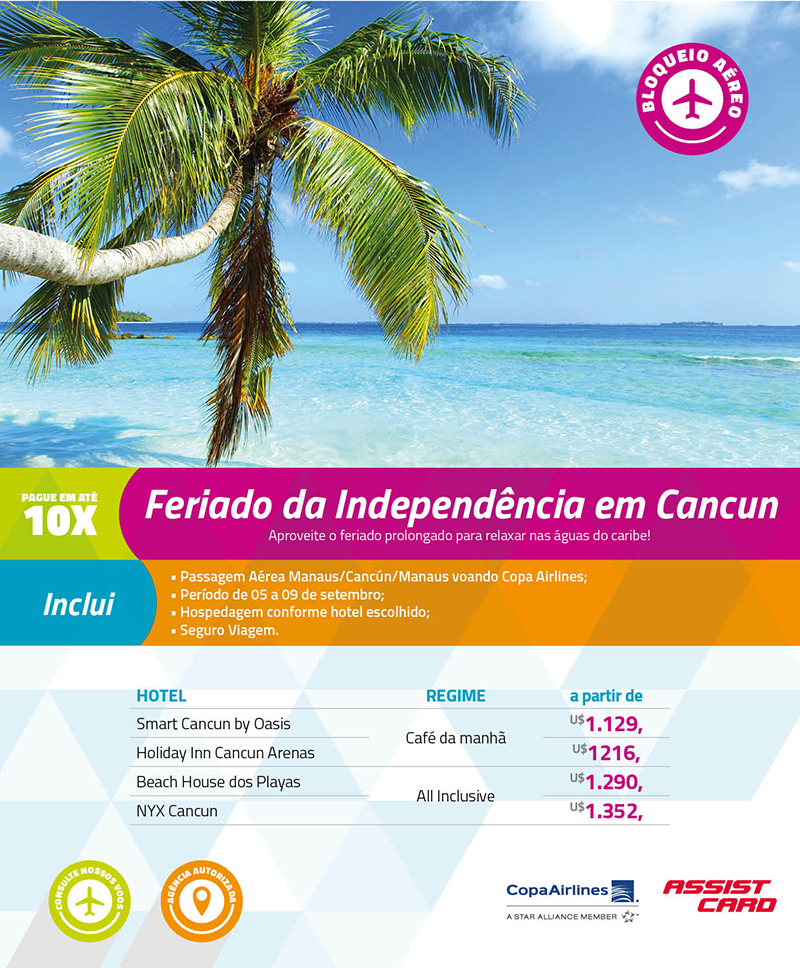 BLOQUEIO AÉREO
PAGUE EM ATÉ
10X
Feriado da Independência em Cancun
Aproveite o feriado prolongado para relaxar nas águas do caribe!
Inclui
• Passagem Aérea Manaus/Cancún/Manaus voando Copa Airlines;
• Período de 05 a 09 de setembro;
• Hospedagem conforme hotel escolhido;
• Seguro Viagem.
HOTEL REGIME a partir de
Smart Cancun by Oasis U$1.129,
Café da manhã
Holiday Inn Cancun Arenas U$1216,
Beach House dos Playas U$1.290,
All Inclusive
NYX Cancun U$1.352,
CONSULTE NOSSOS VOOS
AGÊNCIA AUTORIZADA
CopaAirlines
A STAR ALLIANCE MEMBER
ASSIST
CARD